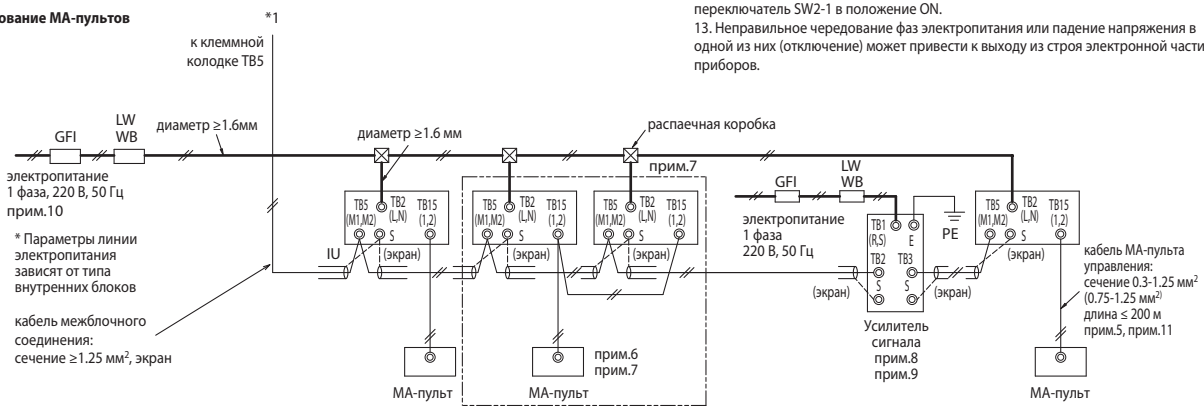 ование МА-пультов
*1
переключатель SW2-1 в положение ON.
13. Неправильное чередование фаз электропитания или падение напряжения в
одной из них (отключение) может привести к выходу из строя электронной части
приборов.
к клеммной
колодке TB5
GFI
LW
WB
диаметр ≥1.6мм
диаметр ≥1.6 мм
распаечная коробка
прим.7
электропитание
1 фаза, 220 В, 50 Гц
прим.10
* Параметры линии
электропитания
зависят от типа
внутренних блоков
кабель межблочного
соединения:
сечение ≥1.25 мм², экран
IU
TB5
(M1,M2)
TB2
(L,N)
TB15
(1,2)
S
(экран)
МА-пульт
TB5
(M1,M2)
TB2
(L,N)
TB15
(1,2)
S
(экран)
МА-пульт
прим.6
прим.7
TB5
(M1,M2)
TB2
(L,N)
TB15
(1,2)
S
(экран)
GFI
LW
WB
электропитание
1 фаза
220 В, 50 Гц
TB1
(R,S)
E
PE
TB2
TB3
S
S
(экран)
(экран)
Усилитель
сигнала
прим.8
прим.9
TB5
(M1,M2)
TB2
(L,N)
TB15
(1,2)
S
(экран)
МА-пульт
кабель МА-пульта
управления:
сечение 0.3-1.25 мм²
(0.75-1.25 мм²)
длина ≤ 200 м
прим.5, прим.11